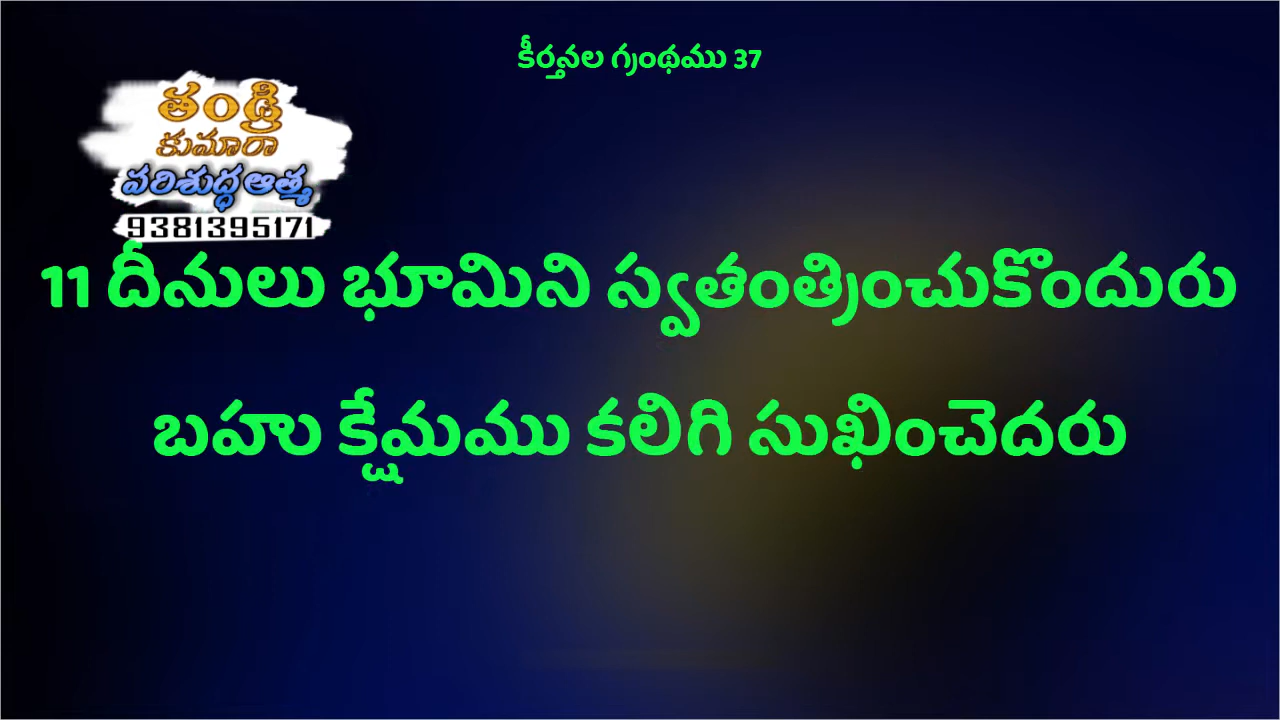 కీర్తనల గ్రంథము 37
తండ్రి
కుమారా
పరిశుద్ధ ఆత్మ
9381395171
11 దీనులు భూమిని స్వతంత్రించుకొందురు
బహు క్షేమము కలిగి సుఖించెదరు